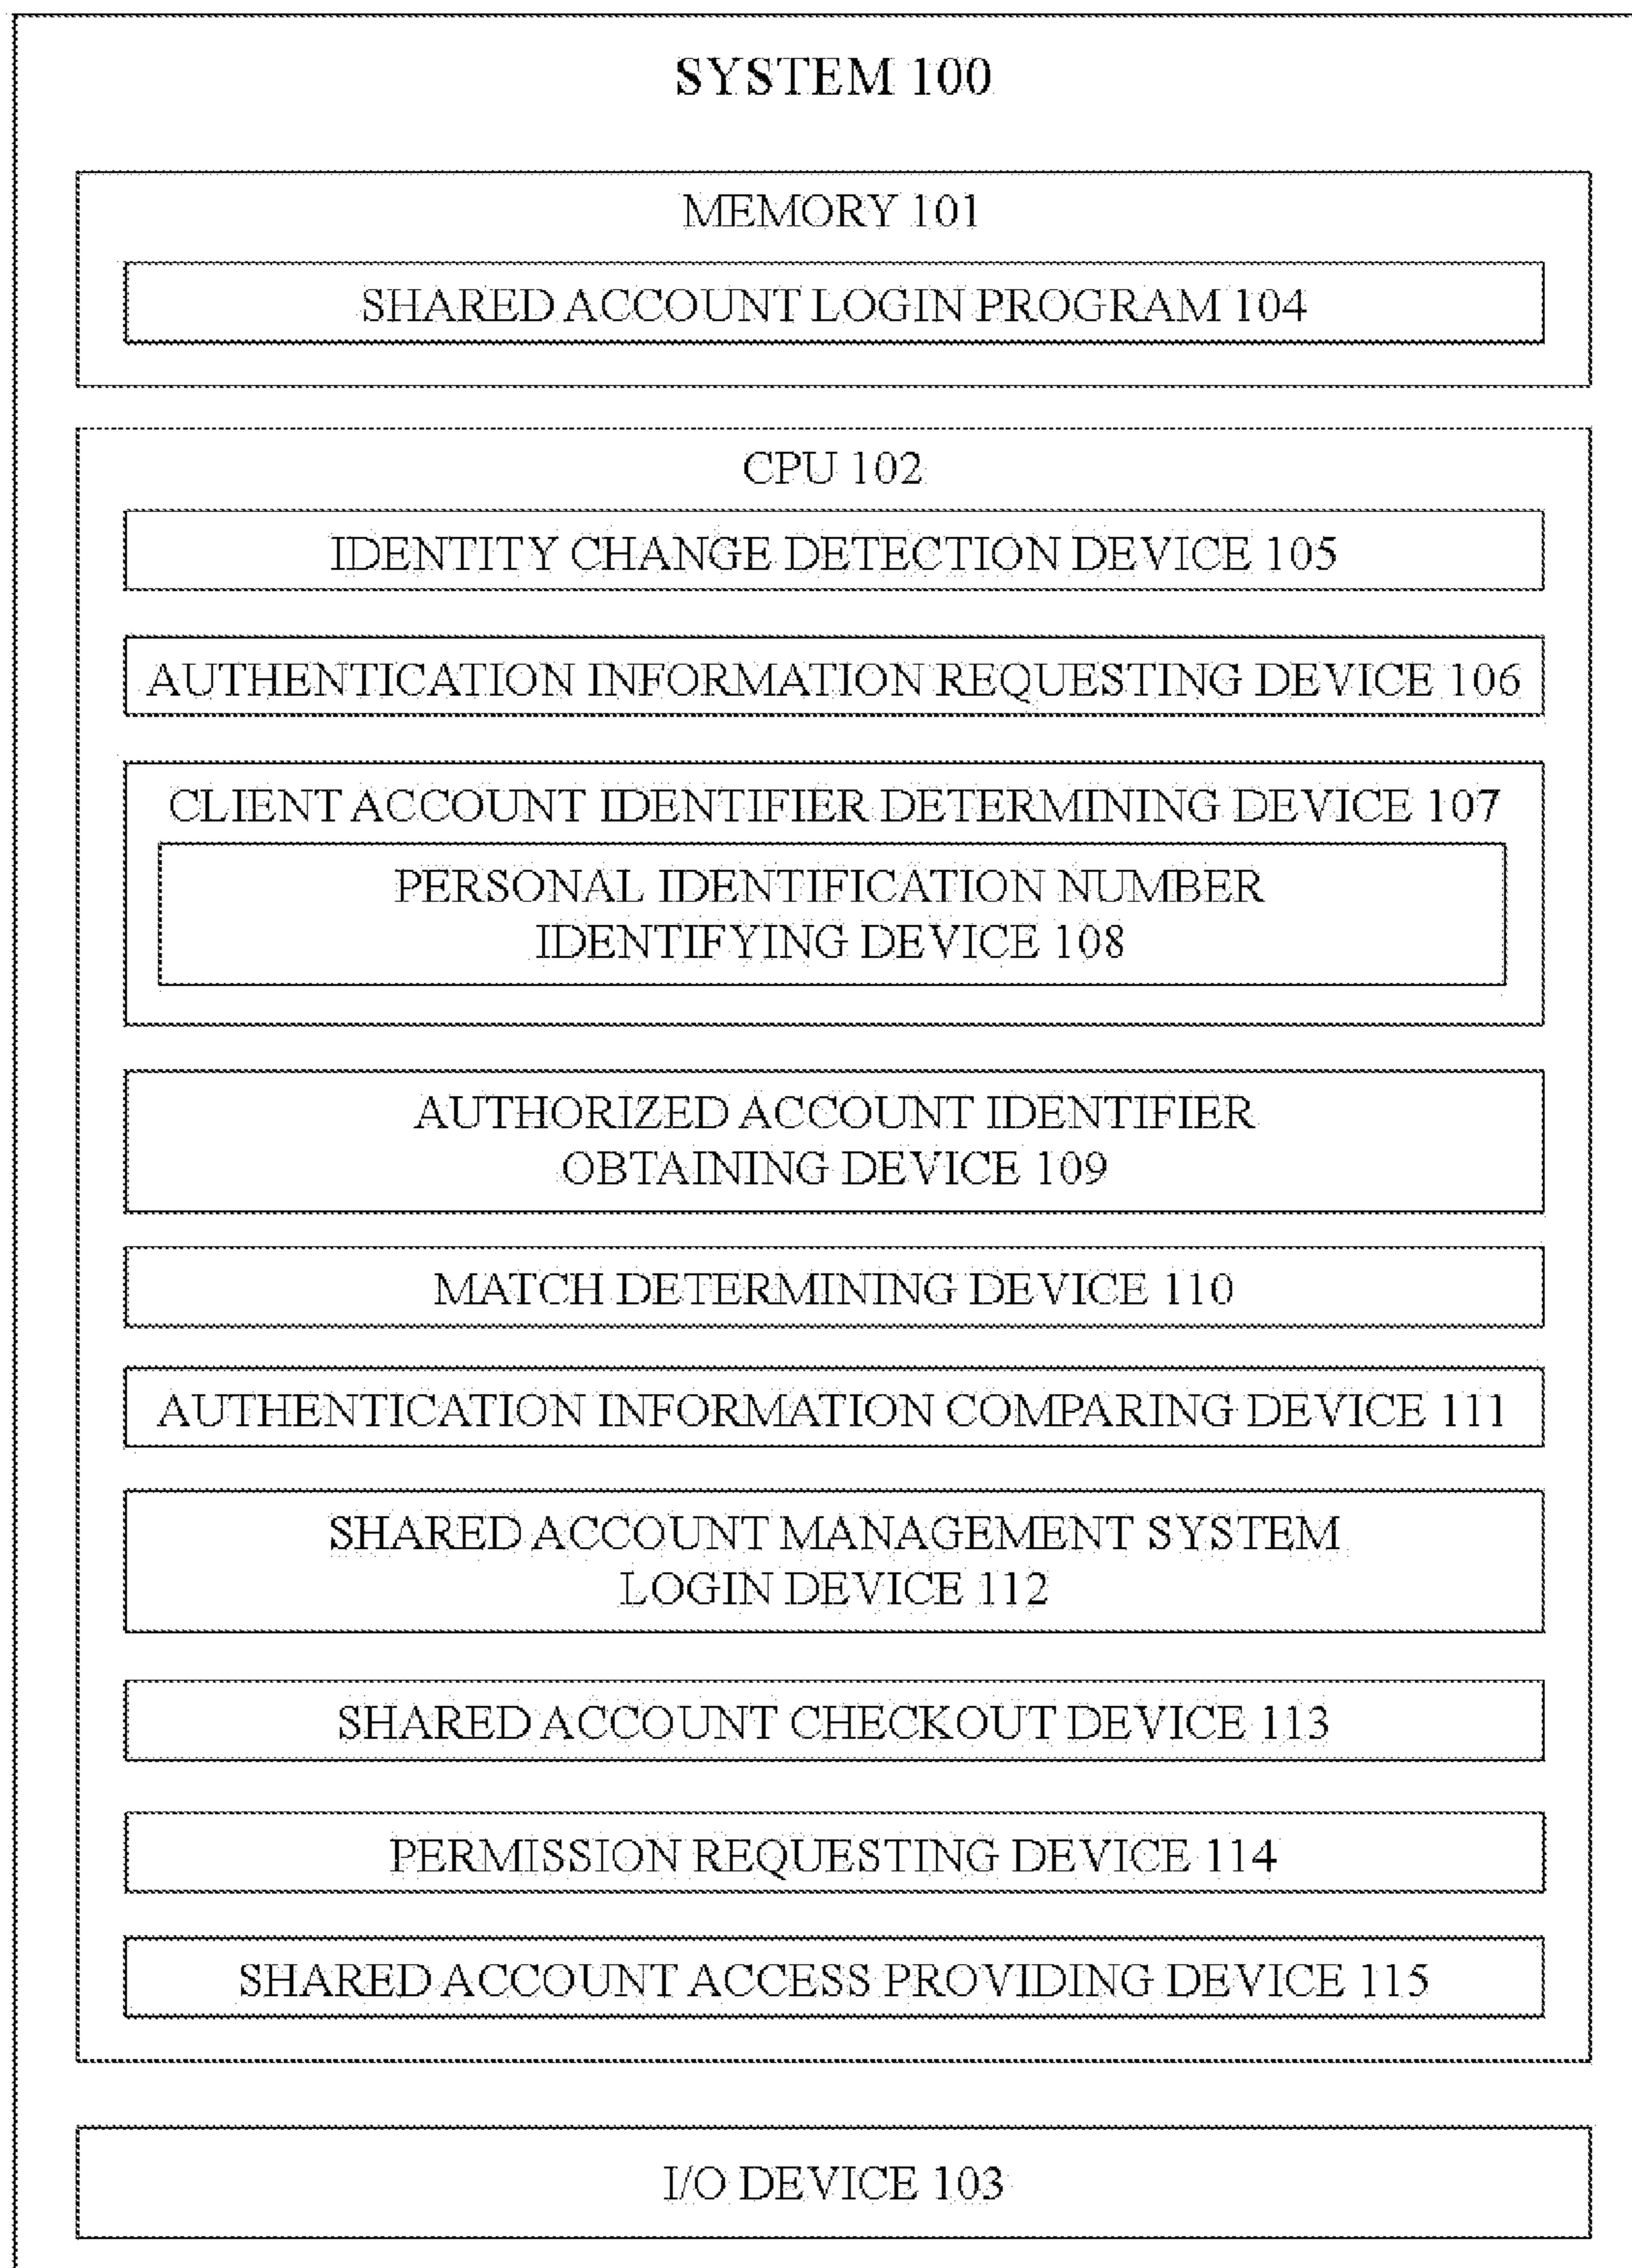 SYSTEM 100
MEMORY 101
SHARED ACCOUNT LOGIN PROGRAM 104
CPU 102
IDENTITY CHANGE DETECTION DEVICE 105
AUTHENTICATION INFORMATION REQUESTING DEVICE 106
CLIENT ACCOUNT IDENTIFIER DETERMINING DEVICE 107
PERSONAL IDENTIFICATION NUMBER
IDENTIFYING DEVICE 108
AUTHORIZED ACCOUNT IDENTIFIER
OBTAINING DEVICE 109
MATCH DETERMINING DEVICE 110
AUTHENTICATION INFORMATION COMPARING DEVICE 111
SHARED ACCOUNT MANAGEMENT SYSTEM
LOGIN DEVICE 112
SHARED ACCOUNT CHECKOUT DEVICE 113
PERMISSION REQUESTING DEVICE 114
SHARED ACCOUNT ACCESS PROVIDING DEVICE 115
I/O DEVICE 103